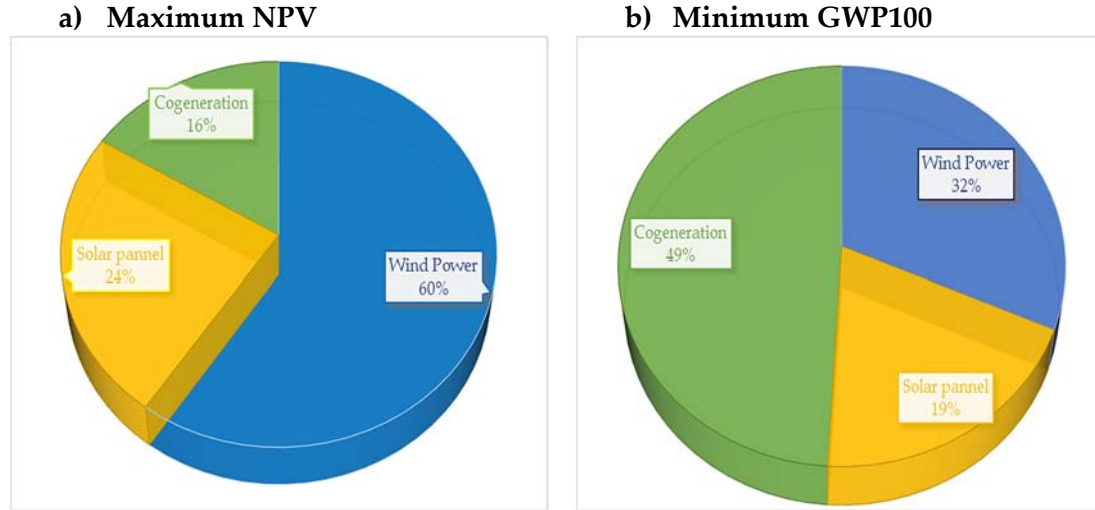 a) Maximum NPV
b) Minimum GWP100
Cogeneration
16%
Solar pannel
24%
Wind Power
60%
Wind Power
32%
Cogeneration
49%
Solar pannel
19%